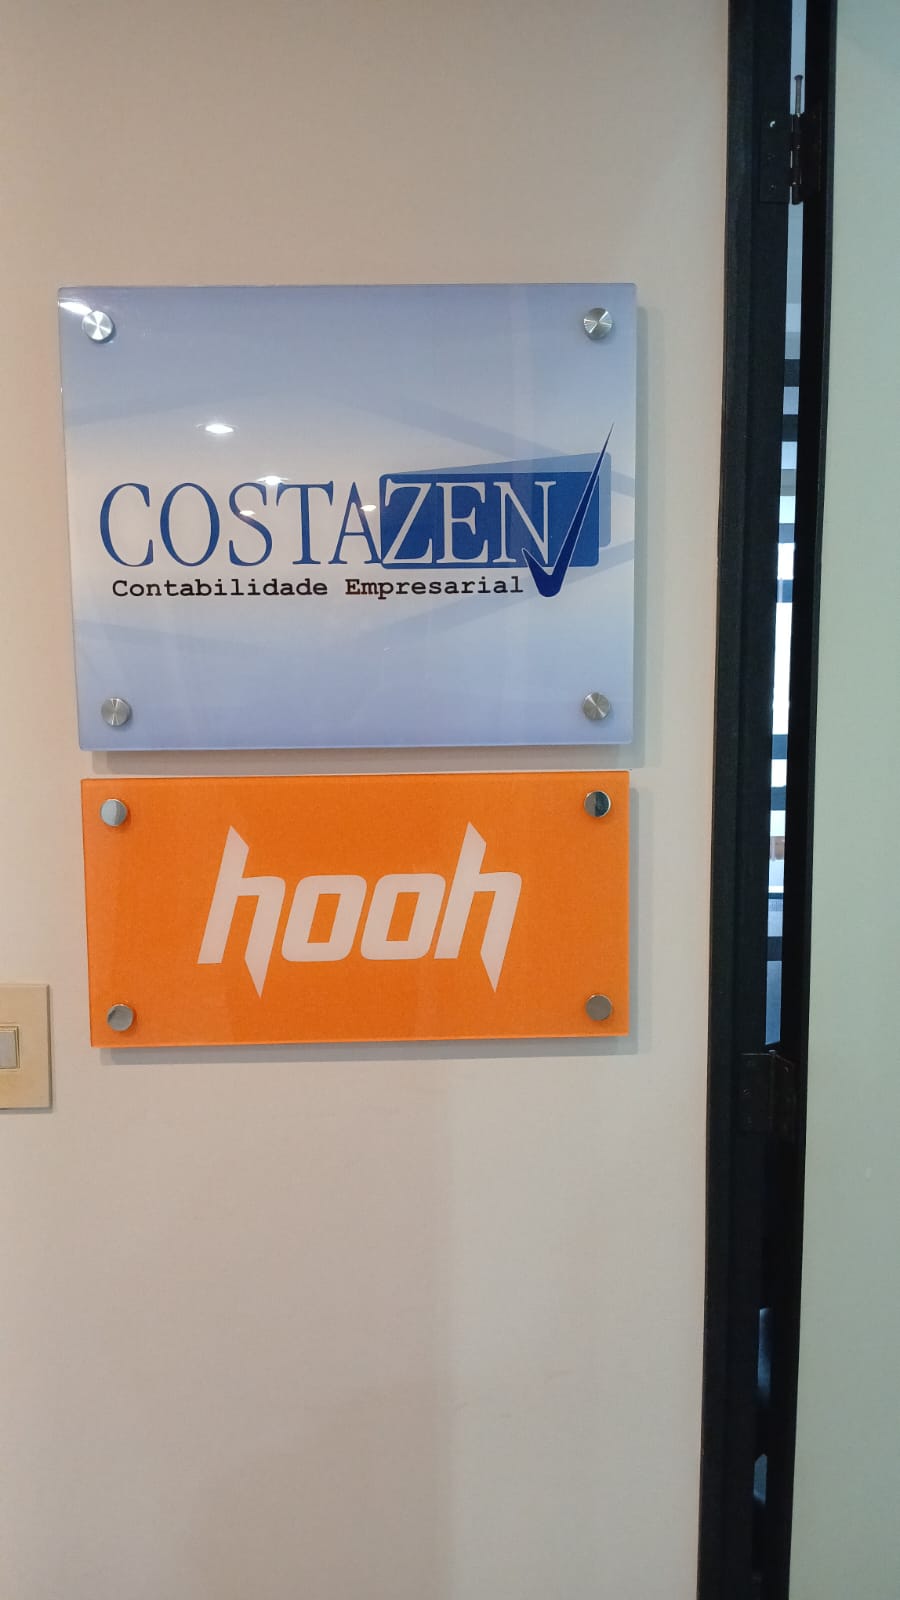 COSTAZEN
Contabilidade Empresarial
hooh